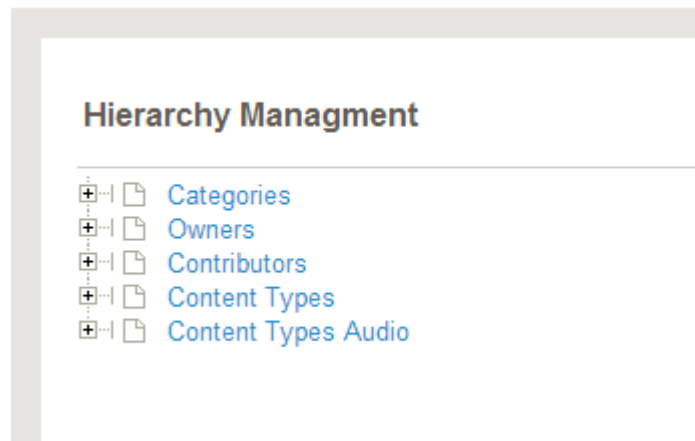 Hierarchy Managment
Categories
Owners
Contributors
Content Types
Content Types Audio